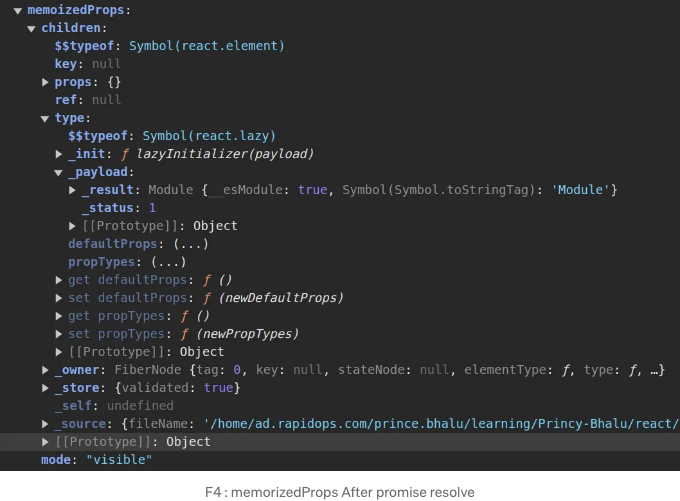 ▼ memoizedProps:
▼ children:
$$typeof: Symbol(react.element)
key: null
▶ props: {}
ref: null
▼ type:
$$typeof: Symbol(react.lazy)
▶ _init: ƒ lazyInitializer(payload)
▼ _payload:
▶ _result: Module {__esModule: true, Symbol(Symbol.toStringTag): 'Module'}
_status: 1
▶ [[Prototype]]: Object
defaultProps: (...)
propTypes: (...)
▶ get defaultProps: ƒ ()
▶ set defaultProps: ƒ (newDefaultProps)
▶ get propTypes: ƒ ()
▶ set propTypes: ƒ (newPropTypes)
▶ [[Prototype]]: Object
▶ _owner: FiberNode {tag: 0, key: null, stateNode: null, elementType: ƒ, type: ƒ, …}
▶ _store: {validated: true}
_self: undefined
▶ _source: {fileName: '/home/ad.rapidops.com/prince.bhalu/learning/Princy-Bhalu/react/
▶ [[Prototype]]: Object
mode: "visible"
F4 : memorizedProps After promise resolve